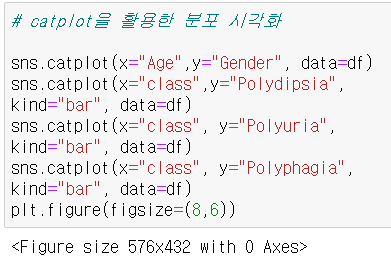 # catplot을 활용한 분포 시각화
sns.catplot(x="Age",y="Gender", data=df)
sns.catplot(x="class",y="Polydipsia",
kind="bar", data=df)
sns.catplot(x="class", y="Polyuria",
kind="bar", data=df)
sns.catplot(x="class", y="Polyphagia",
kind="bar", data=df)
plt.figure(figsize=(8,6))
<Figure size 576x432 with 0 Axes>